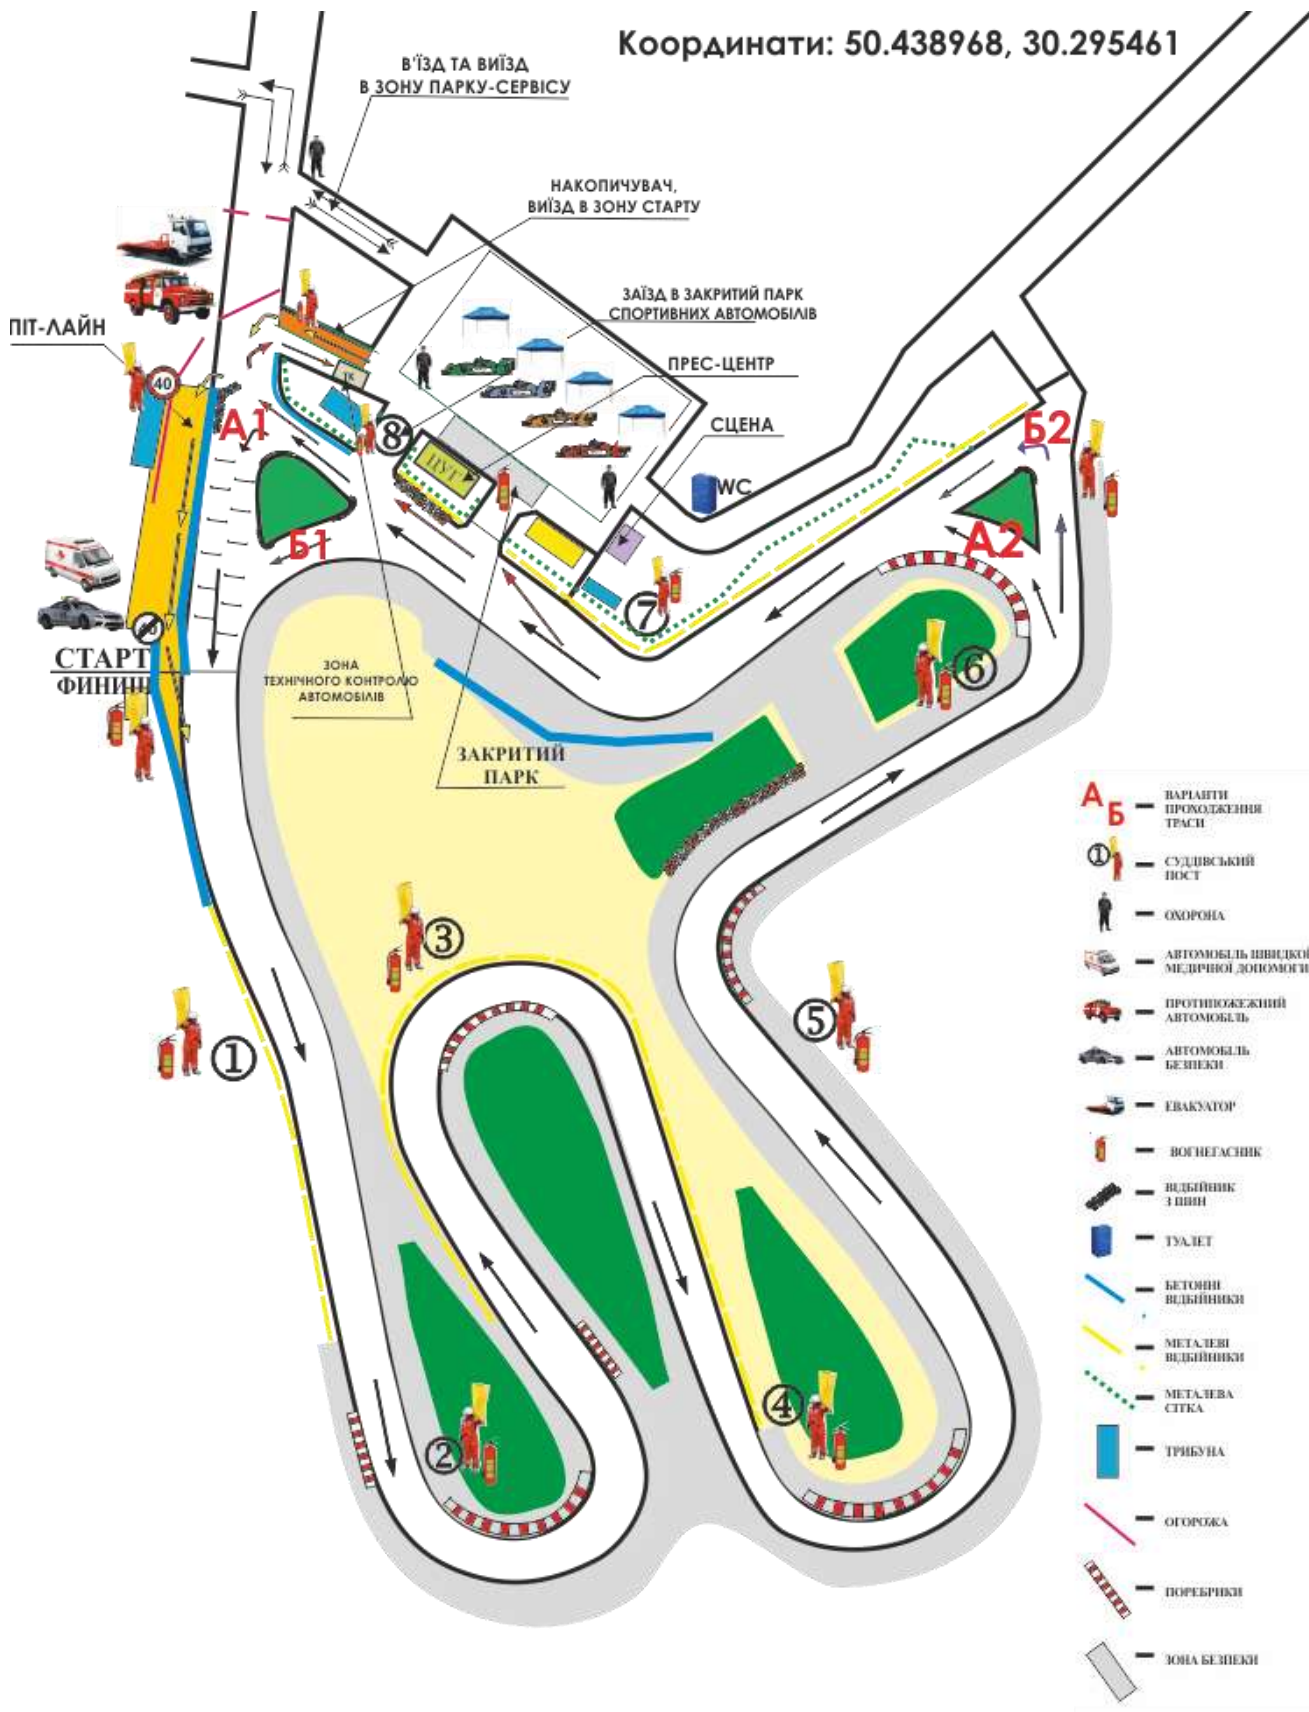 Координати: 50.438968, 30.295461
В'ЇЗД ТА ВИЇЗД
В ЗОНУ ПАРКУ-СЕРВІСУ
НАКОПИЧУВАЧ,
ВИЇЗД В ЗОНУ СТАРТУ
ЗАЇЗД В ЗАКРИТИЙ ПАРК
СПОРТИВНИХ АВТОМОБІЛІВ
ПІТ-ЛАЙН
ПРЕС-ЦЕНТР
40
ТК
А1
8
СЦЕНА
Б2
ЦУГ
WC
Б1
А2
7
СТАРТ
ФИНИШ
ЗОНА
ТЕХНІЧНОГО КОНТРОЛЮ
АВТОМОБІЛІВ
6
ЗАКРИТИЙ
ПАРК
3
5
1
4
2
А
Б
ВАРІАНТИ
ПРОХОДЖЕННЯ
ТРАСИ
1
СУДДІВСЬКИЙ
ПОСТ
ОХОРОНА
АВТОМОБІЛЬ ШВИДКОЇ
МЕДИЧНОЇ ДОПОМОГИ
ПРОТИПОЖЕЖНИЙ
АВТОМОБІЛЬ
АВТОМОБІЛЬ
БЕЗПЕКИ
ЕВАКУАТОР
ВОГНЕГАСНИК
ВІДБІЙНИК
З ШИН
ТУАЛЕТ
БЕТОННІ
ВІДБІЙНИКИ
МЕТАЛЕВІ
ВІДБІЙНИКИ
МЕТАЛЕВА
СІТКА
ТРИБУНА
ОГОРОЖА
ПОРЕБРИКИ
ЗОНА БЕЗПЕКИ